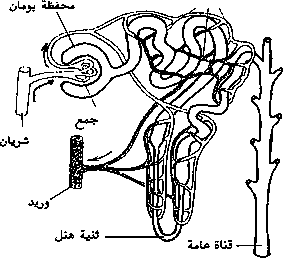 محفظة بومان
جمع
شريان
وريد
ثنية هنل
قناة عامة